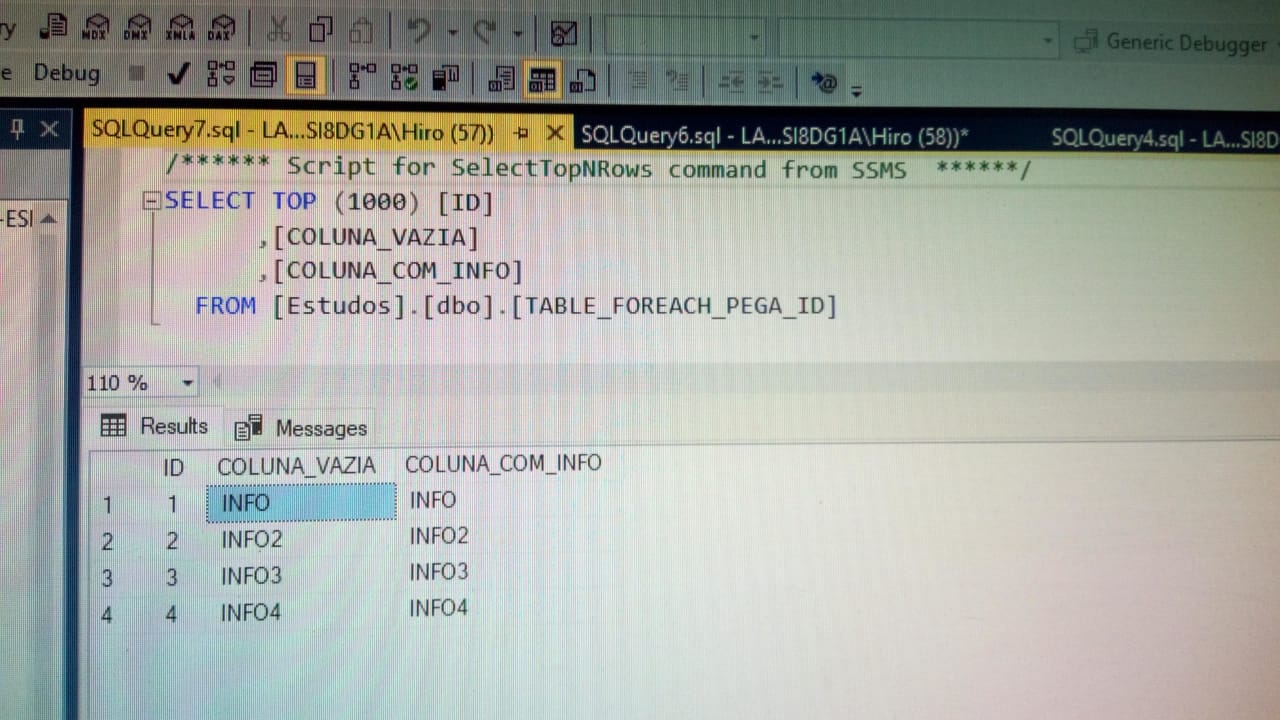 ry MDX DMX XMLA DAX Generic Debugger
e Debug
SQLQuery7.sql - LA...SI8DG1A\Hiro (57)) SQLQuery6.sql - LA...SI8DG1A\Hiro (58))* SQLQuery4.sql - LA...SI8D
/****** Script for SelectTopNRows command from SSMS ******/
-ESI
SELECT TOP (1000) [ID]
,[COLUNA_VAZIA]
,[COLUNA_COM_INFO]
FROM [Estudos].[dbo].[TABLE_FOREACH_PEGA_ID]
110 %
Results Messages
ID COLUNA_VAZIA COLUNA_COM_INFO
1 1 INFO INFO
2 2 INFO2 INFO2
3 3 INFO3 INFO3
4 4 INFO4 INFO4